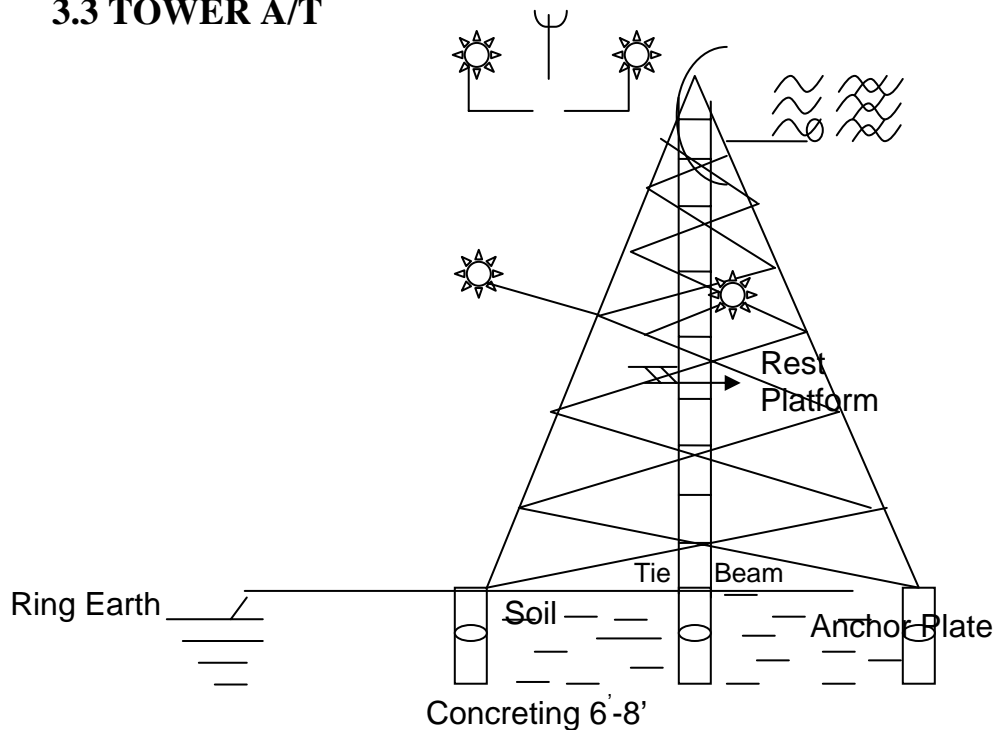 3.3 TOWER A/T
Rest
Platform
Tie Beam
Ring Earth
Soil
Anchor Plate
Concreting 6'-8'